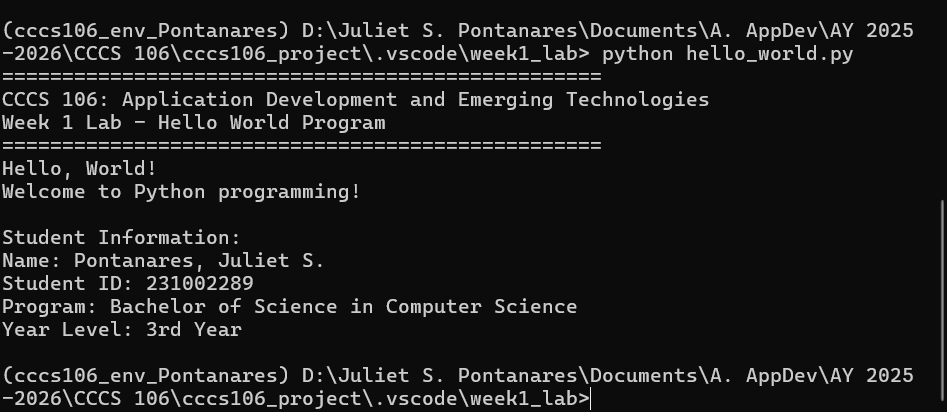 (cccs106_env_Pontanares) D:\Juliet S. Pontanares\Documents\A. AppDev\AY 2025
-2026\CCCS 106\cccs106_project\.vscode\week1_lab> python hello_world.py
==================================================
CCCS 106: Application Development and Emerging Technologies
Week 1 Lab - Hello World Program
==================================================
Hello, World!
Welcome to Python programming!
Student Information:
Name: Pontanares, Juliet S.
Student ID: 231002289
Program: Bachelor of Science in Computer Science
Year Level: 3rd Year
(cccs106_env_Pontanares) D:\Juliet S. Pontanares\Documents\A. AppDev\AY 2025
-2026\CCCS 106\cccs106_project\.vscode\week1_lab>